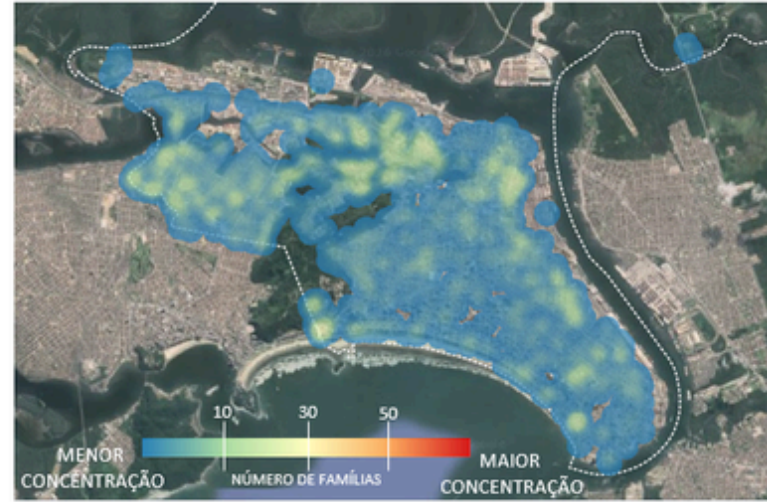 10 30 50
MENOR
CONCENTRAÇÃO
NÚMERO DE FAMÍLIAS
MAIOR
CONCENTRAÇÃO